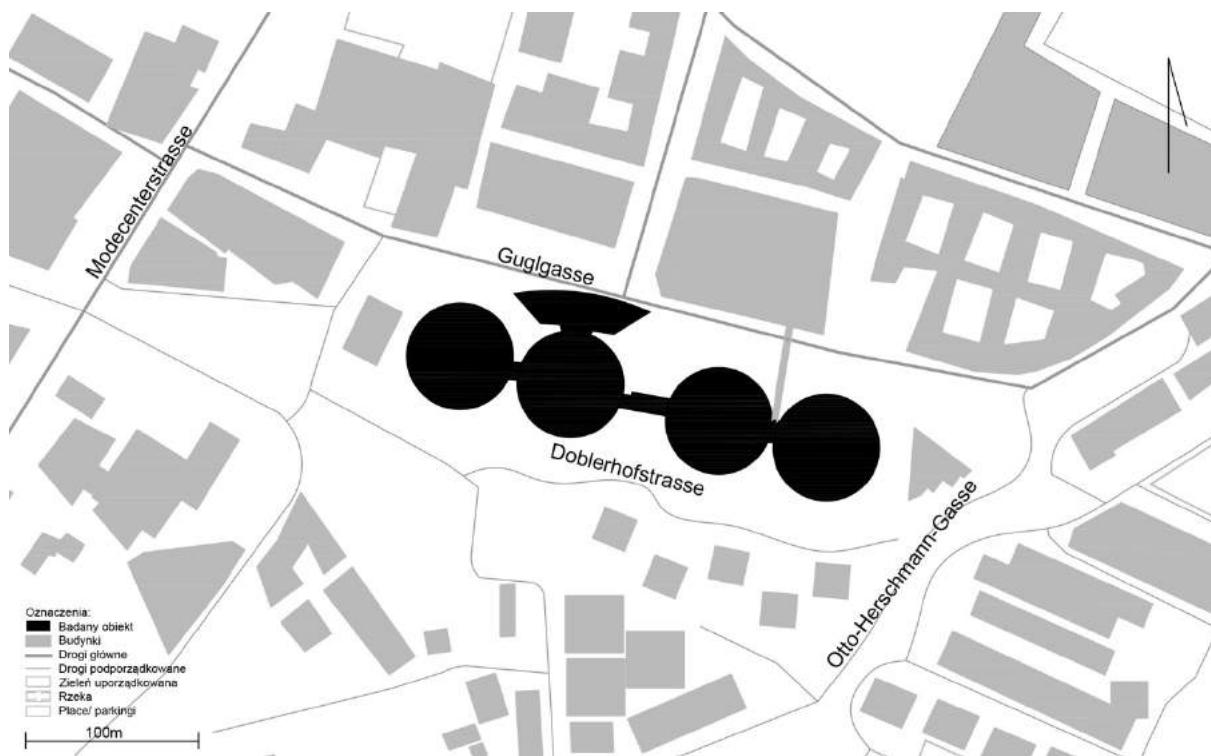 Modecenterstrasse
Guglgasse
Doblerhofstrasse
Otto-Herschmann-Gasse
Oznaczenia:
Badany obiekt
Budynki
Drogi główne
Drogi podporządkowane
Zieleń uporządkowana
Rzeka
Place/ parkingi
100m